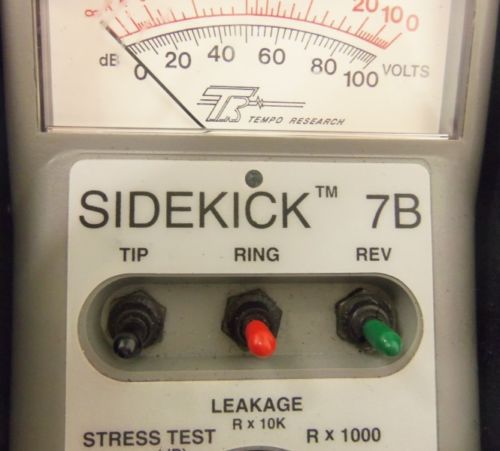 20 10 0
dB 0 20 40 60 80 100 VOLTS
TEMPO RESEARCH
SIDEKICK™ 7B
TIP RING REV
LEAKAGE
R x 10K
STRESS TEST R x 1000